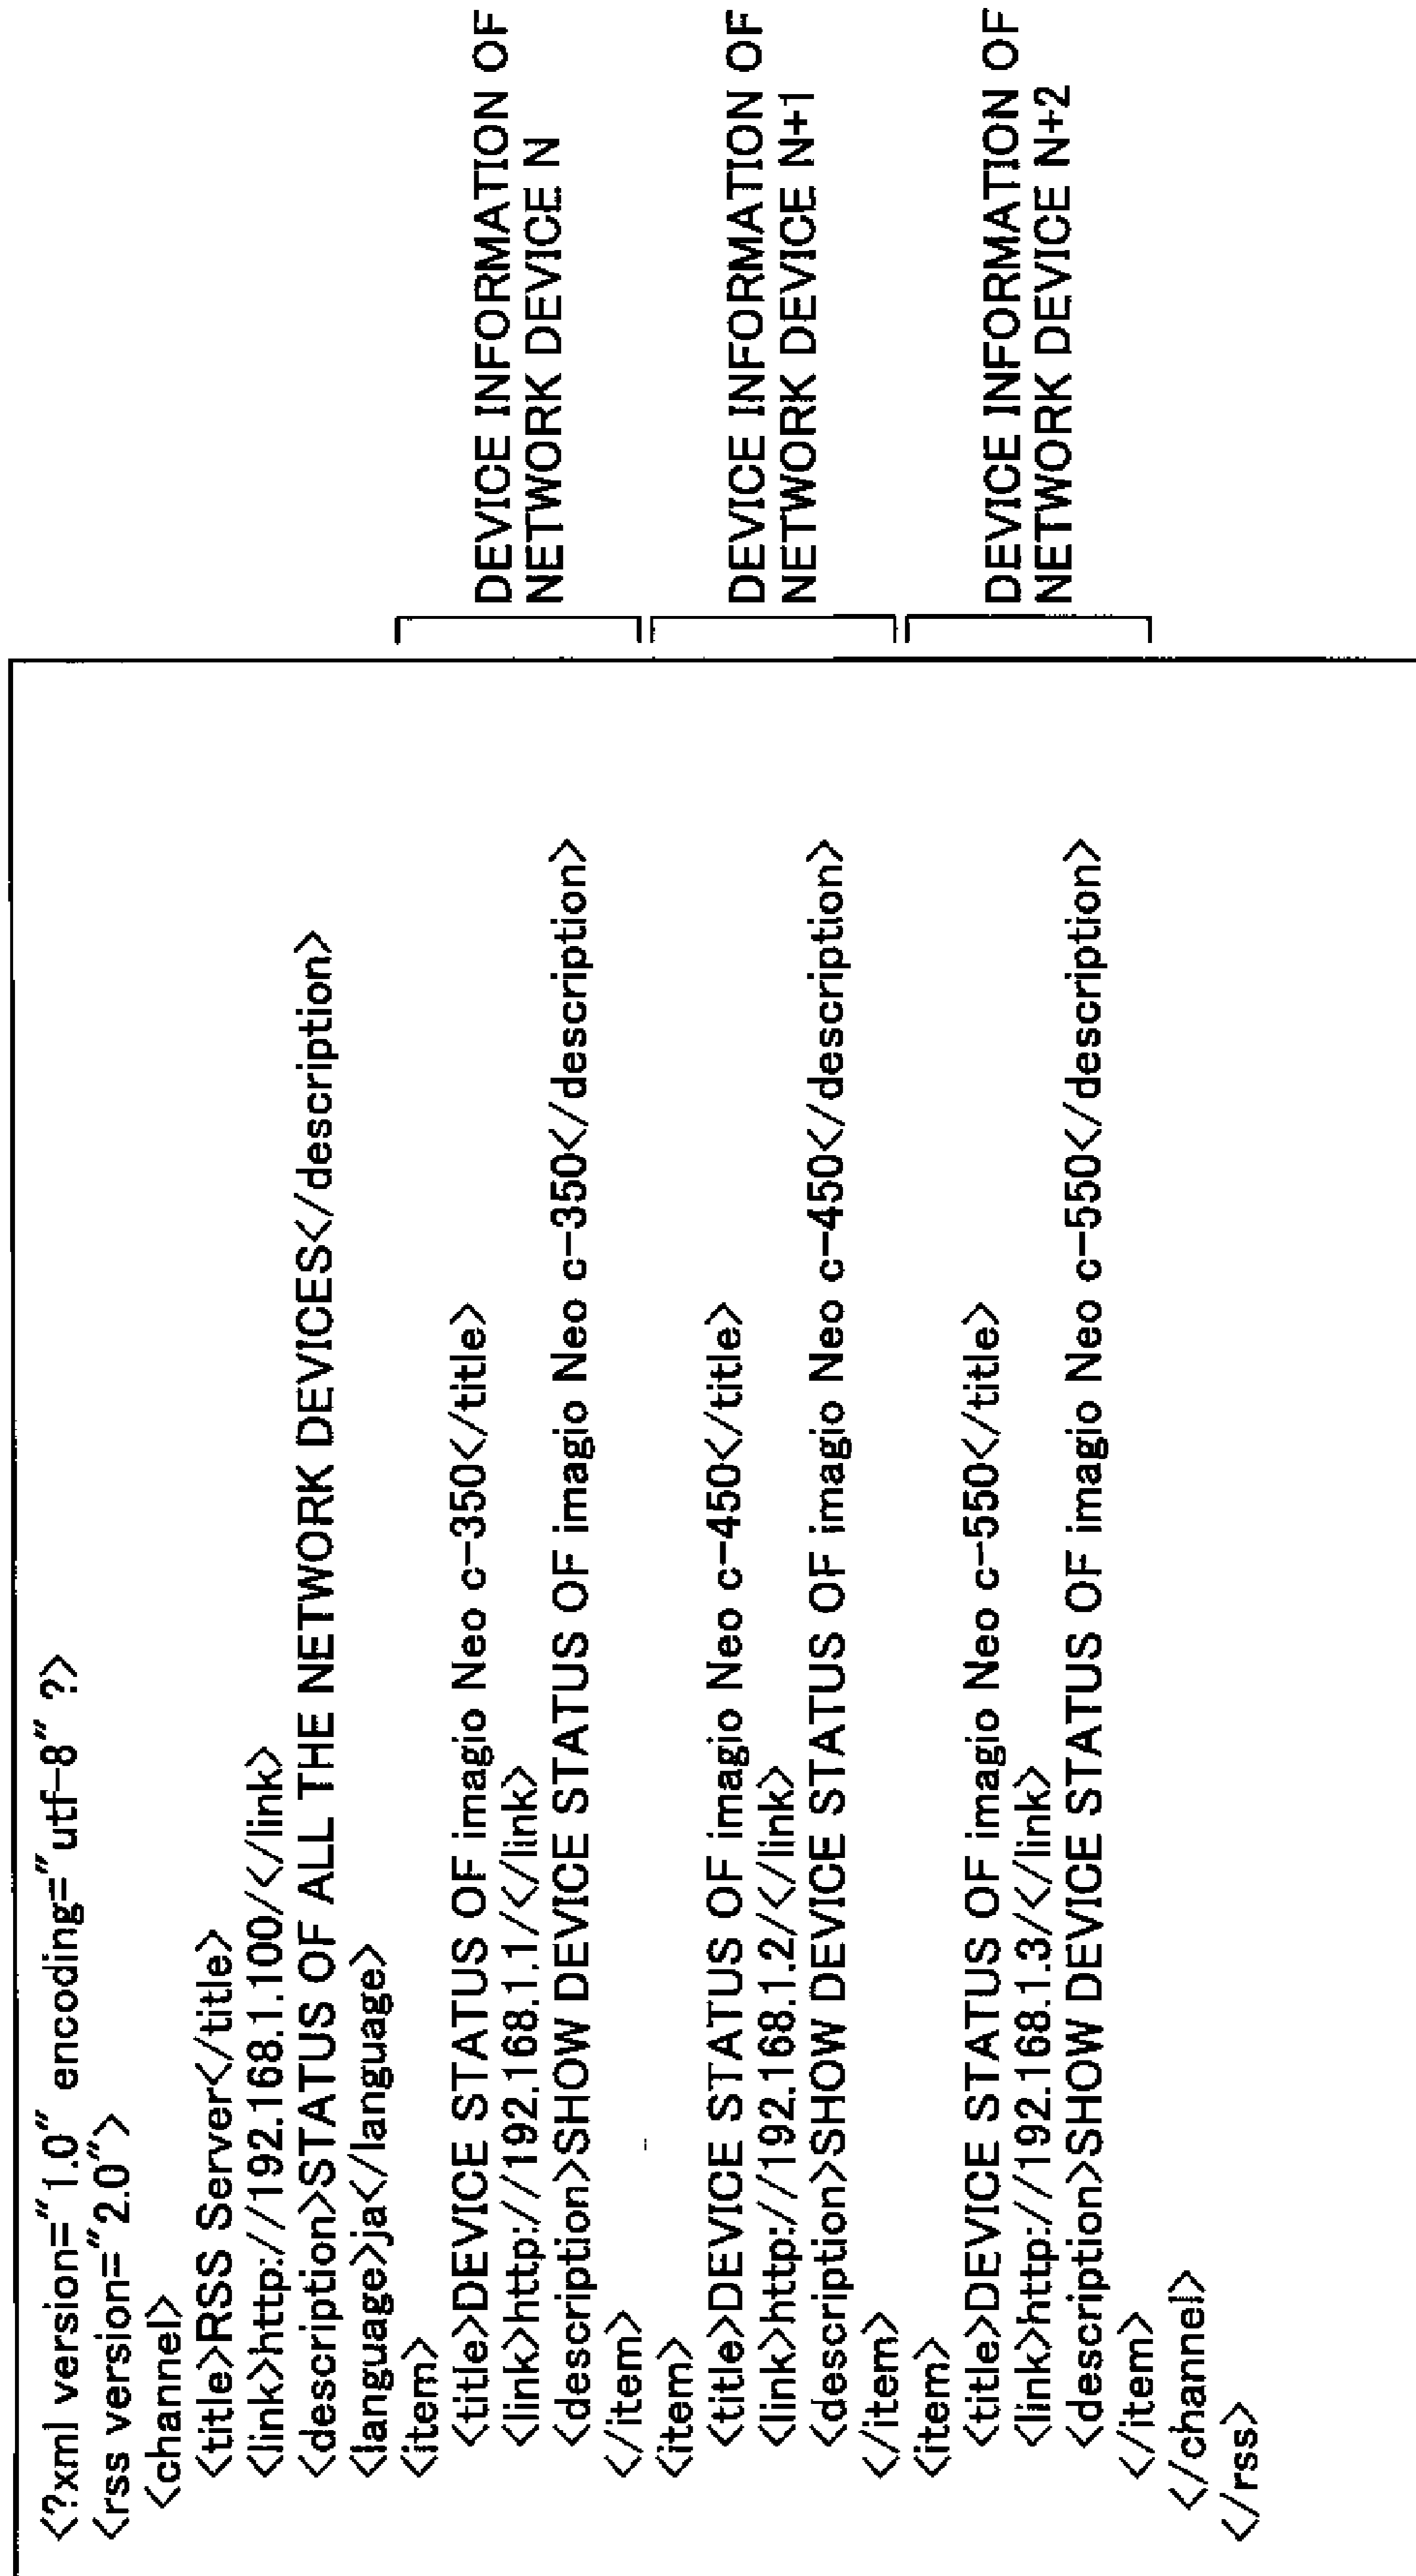 <?xml version="1.0" encoding="utf-8" ?>
<rss version="2.0">
<channel>
<title>RSS Server</title>
<link>http://192.168.1.100/</link>
<description>STATUS OF ALL THE NETWORK DEVICES</description>
<language>ja</language>
<item>
<title>DEVICE STATUS OF imagio Neo c-350</title>
<link>http://192.168.1.1/</link>
<description>SHOW DEVICE STATUS OF imagio Neo c-350</description>
</item>
<item>
<title>DEVICE STATUS OF imagio Neo c-450</title>
<link>http://192.168.1.2/</link>
<description>SHOW DEVICE STATUS OF imagio Neo c-450</description>
</item>
<item>
<title>DEVICE STATUS OF imagio Neo c-550</title>
<link>http://192.168.1.3/</link>
<description>SHOW DEVICE STATUS OF imagio Neo c-550</description>
</item>
</channel>
</rss>
DEVICE INFORMATION OF
NETWORK DEVICE N
DEVICE INFORMATION OF
NETWORK DEVICE N+1
DEVICE INFORMATION OF
NETWORK DEVICE N+2